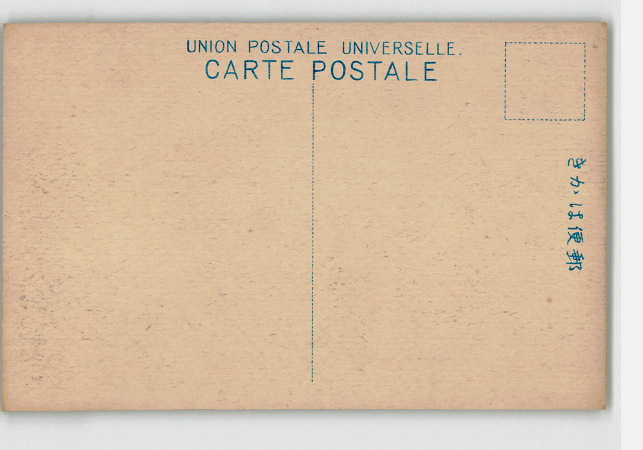 UNION POSTALE UNIVERSELLE.
CARTE POSTALE
きかは便郵